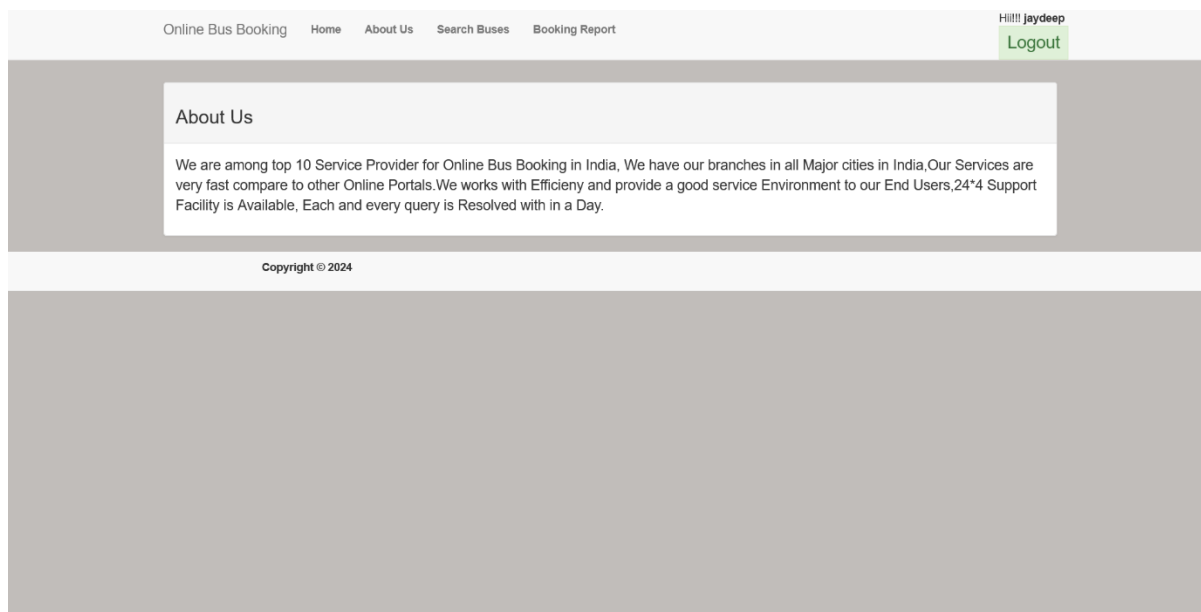 Online Bus Booking Home About Us Search Buses Booking Report
Hii!!! jaydeep
Logout
About Us
We are among top 10 Service Provider for Online Bus Booking in India, We have our branches in all Major cities in India,Our Services are
very fast compare to other Online Portals.We works with Efficieny and provide a good service Environment to our End Users,24*4 Support
Facility is Available, Each and every query is Resolved with in a Day.
Copyright © 2024